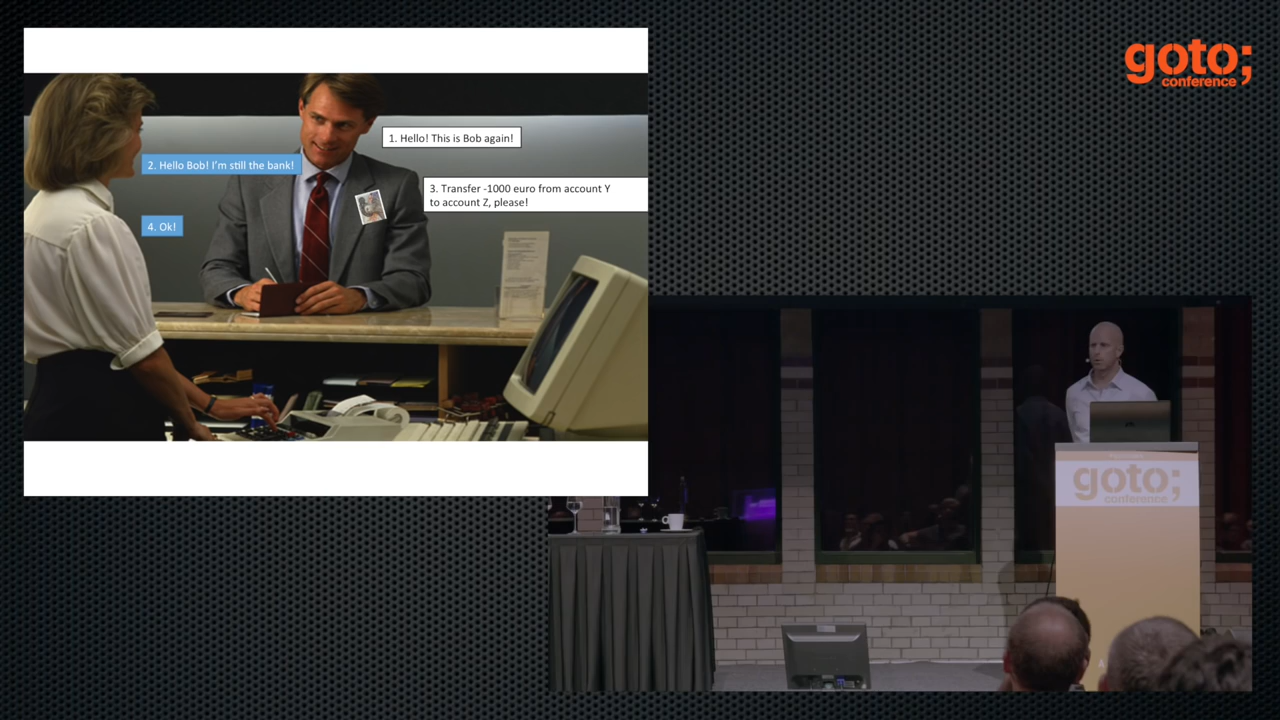 goto;
conference
1. Hello! This is Bob again!
2. Hello Bob! I'm still the bank!
3. Transfer -1000 euro from account Y
to account Z, please!
4. Ok!
goto;
conference